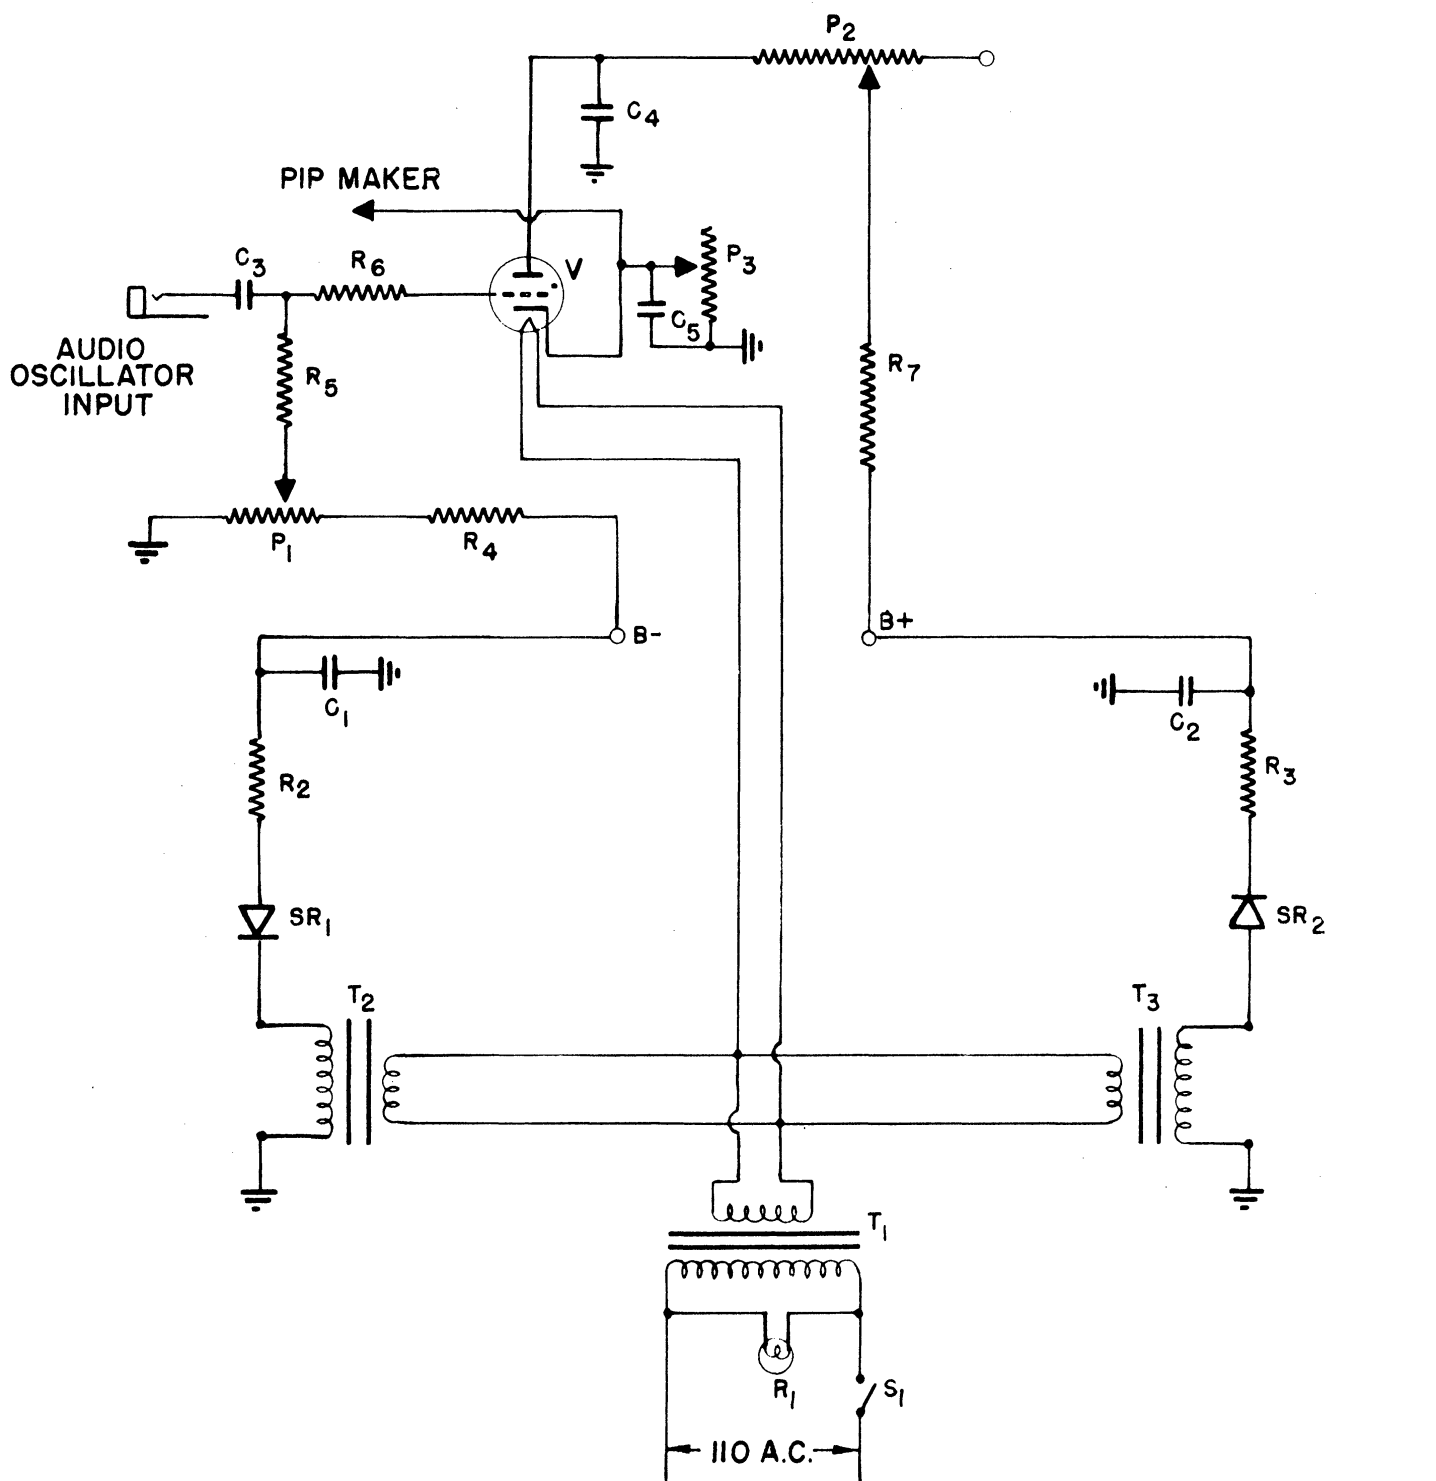 P2
C4
PIP MAKER
C3
R6
V
P3
C5
AUDIO
OSCILLATOR
INPUT
R5
R7
P1
R4
B-
B+
C1
C2
R2
R3
SR1
SR2
T2
T3
T1
R1
S1
110 A.C.